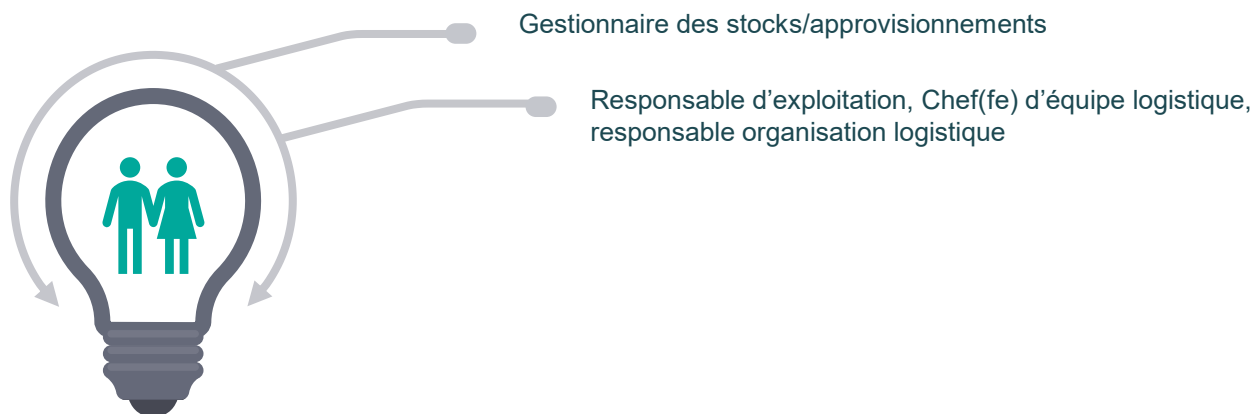 Gestionnaire des stocks/approvisionnements
Responsable d’exploitation, Chef(fe) d’équipe logistique,
responsable organisation logistique